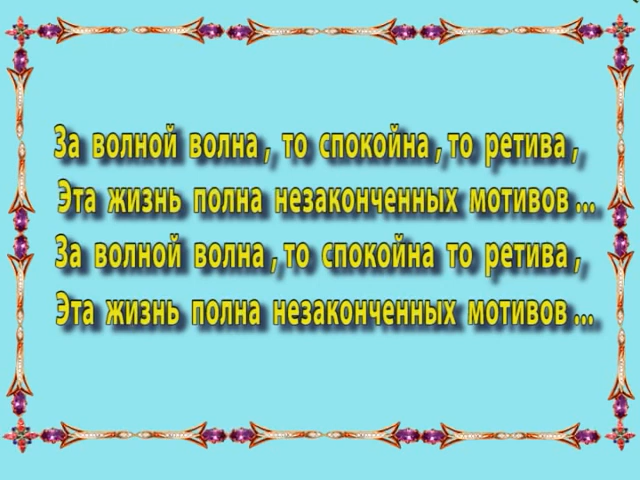 За волной волна , то спокойна , то ретива ,
Эта жизнь полна незаконченных мотивов ...
За волной волна , то спокойна то ретива ,
Эта жизнь полна незаконченных мотивов ...